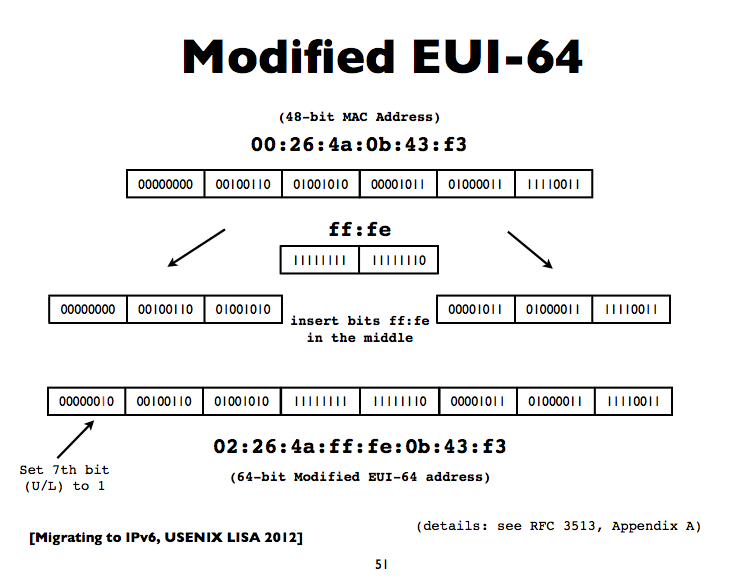 Modified EUI-64
(48-bit MAC Address)
00:26:4a:0b:43:f3
00000000 00100110 01001010 00001011 01000011 11110011
ff:fe
11111111 11111110
00000000 00100110 01001010
insert bits ff:fe
in the middle
00001011 01000011 11110011
00000010 00100110 01001010 11111111 11111110 00001011 01000011 11110011
02:26:4a:ff:fe:0b:43:f3
Set 7th bit
(U/L) to 1
(64-bit Modified EUI-64 address)
(details: see RFC 3513, Appendix A)
[Migrating to IPv6, USENIX LISA 2012]
51